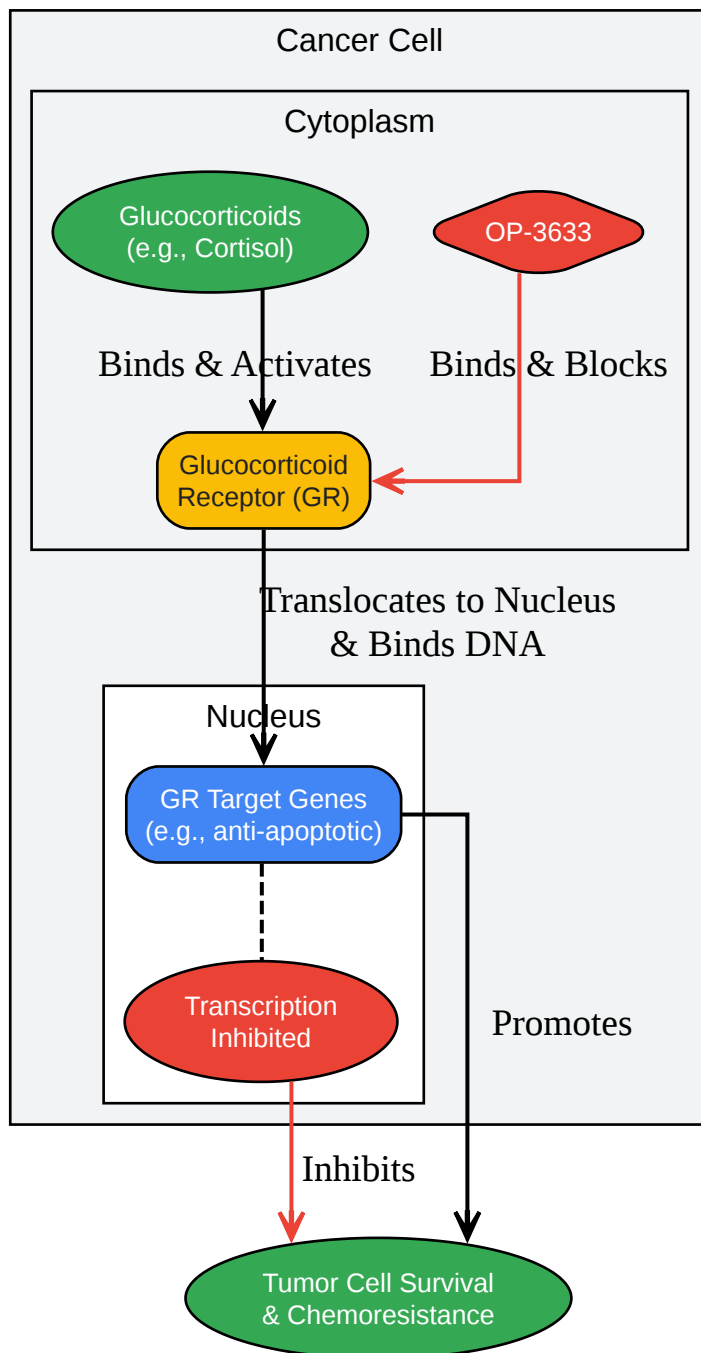 Cancer Cell
Cytoplasm
Glucocorticoids
(e.g., Cortisol)
OP-3633
Binds & Activates
Binds & Blocks
Glucocorticoid
Receptor (GR)
Translocates to Nucleus
& Binds DNA
Nucleus
GR Target Genes
(e.g., anti-apoptotic)
Transcription
Inhibited
Promotes
Inhibits
Tumor Cell Survival
& Chemoresistance